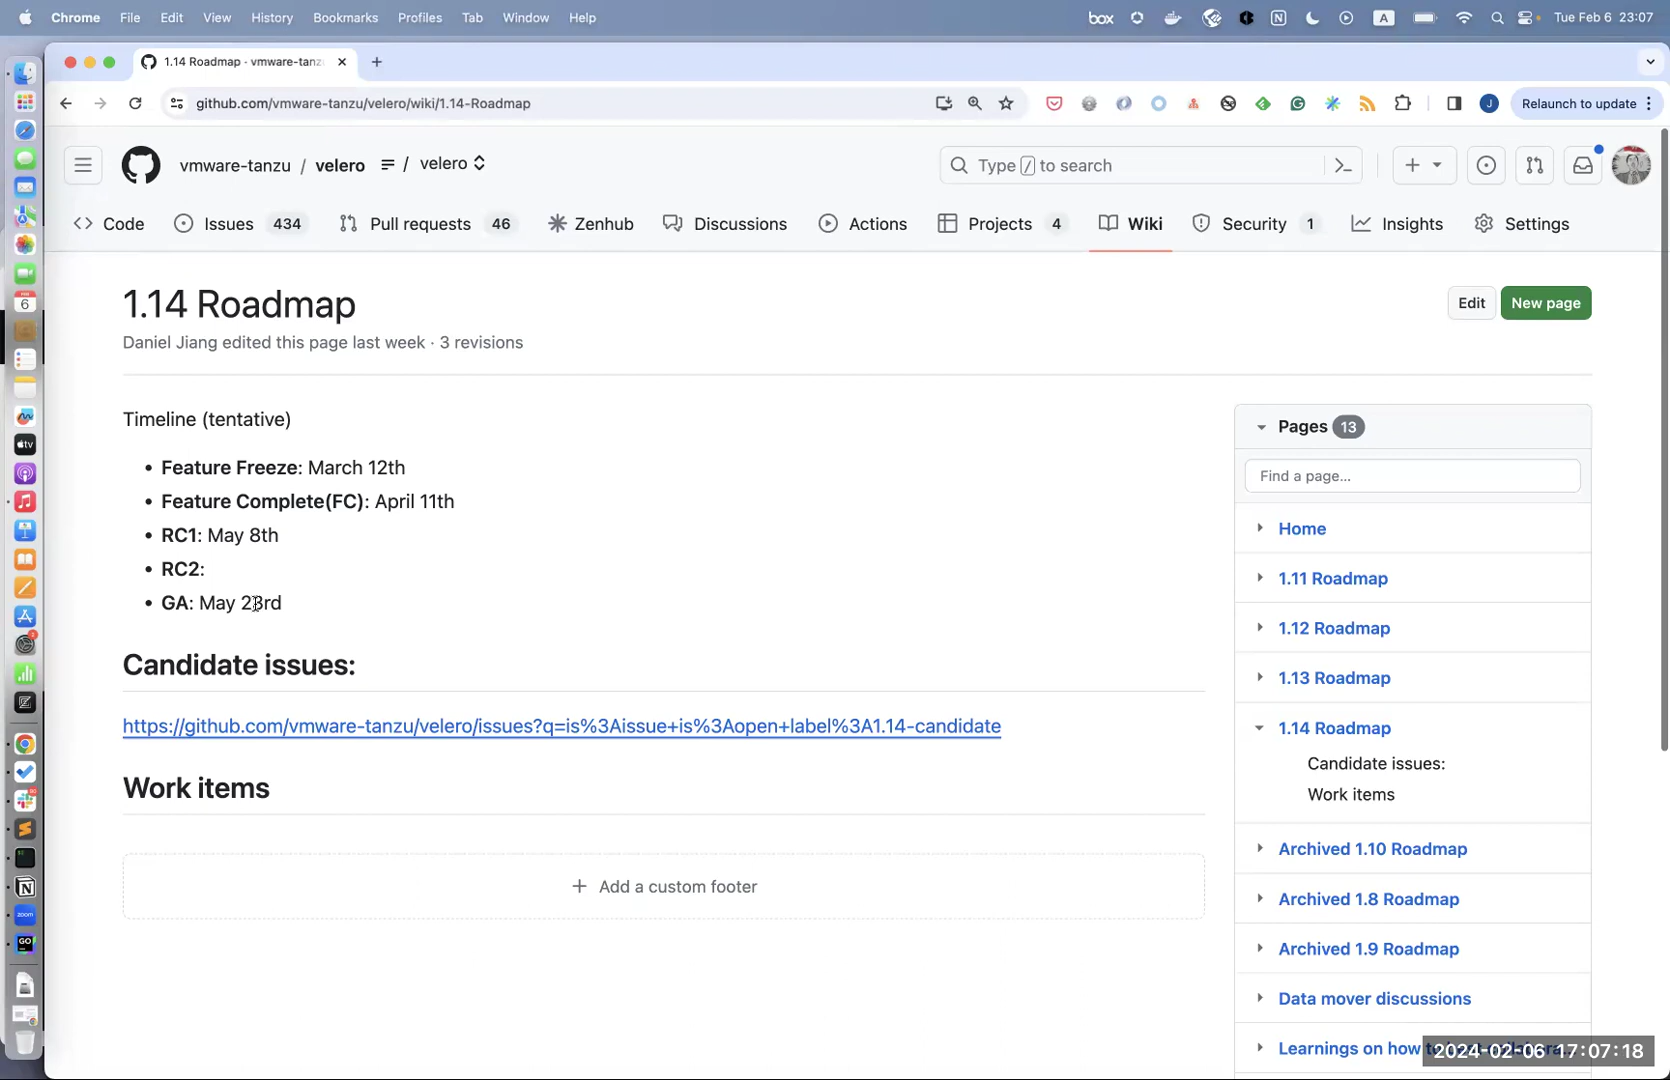 Chrome File Edit View History Bookmarks Profiles Tab Window Help box A Tue Feb 6 23:07
1.14 Roadmap · vmware-tanz
github.com/vmware-tanzu/velero/wiki/1.14-Roadmap J Relaunch to update
vmware-tanzu / velero / velero Type / to search
Code Issues 434 Pull requests 46 Zenhub Discussions Actions Projects 4 Wiki Security 1 Insights Settings
1.14 Roadmap
Edit New page
Daniel Jiang edited this page last week · 3 revisions
Timeline (tentative)
• Feature Freeze: March 12th
• Feature Complete(FC): April 11th
• RC1: May 8th
• RC2:
• GA: May 23rd
Candidate issues:
https://github.com/vmware-tanzu/velero/issues?q=is%3Aissue+is%3Aopen+label%3A1.14-candidate
Work items
+ Add a custom footer
Pages 13
Find a page...
Home
1.11 Roadmap
1.12 Roadmap
1.13 Roadmap
1.14 Roadmap
Candidate issues:
Work items
Archived 1.10 Roadmap
Archived 1.8 Roadmap
Archived 1.9 Roadmap
Data mover discussions
Learnings on how
2024-02-06 17:07:18
FEB
6
tv
zoom
GO